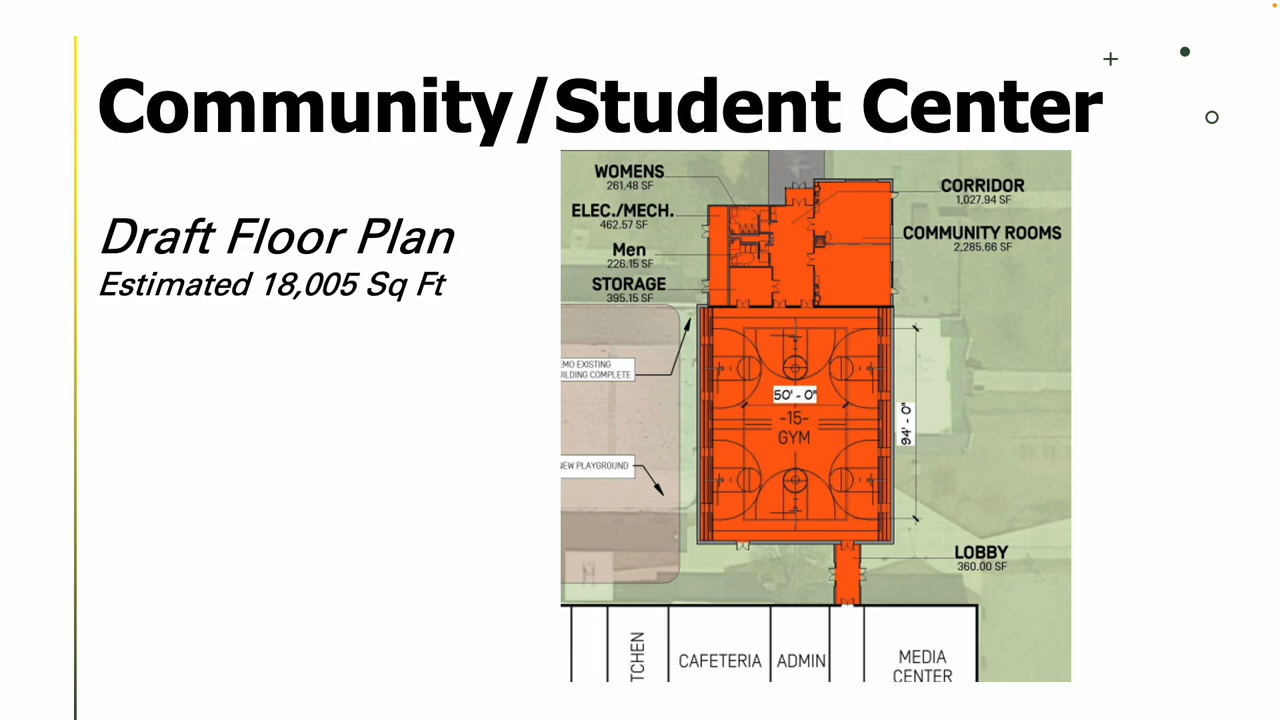 Community/Student Center
Draft Floor Plan
Estimated 18,005 Sq Ft
WOMENS
261.48 SF
ELEC./MECH.
462.57 SF
Men
226.15 SF
STORAGE
395.15 SF
CORRIDOR
1,027.94 SF
COMMUNITY ROOMS
2,285.66 SF
EMO EXISTING
UILDING COMPLETE
50' - 0"
-15-
GYM
94' - 0"
NEW PLAYGROUND
LOBBY
360.00 SF
TCHEN
CAFETERIA
ADMIN
MEDIA
CENTER